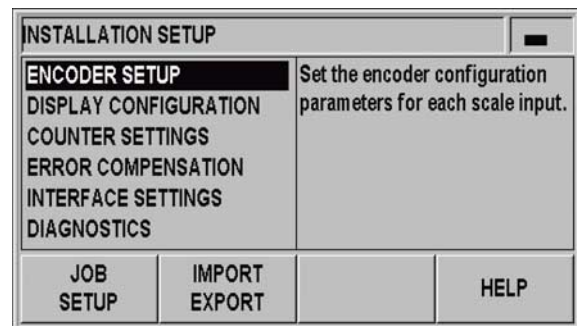 INSTALLATION SETUP
ENCODER SETUP
DISPLAY CONFIGURATION
COUNTER SETTINGS
ERROR COMPENSATION
INTERFACE SETTINGS
DIAGNOSTICS
Set the encoder configuration
parameters for each scale input.
JOB
SETUP
IMPORT
EXPORT
HELP